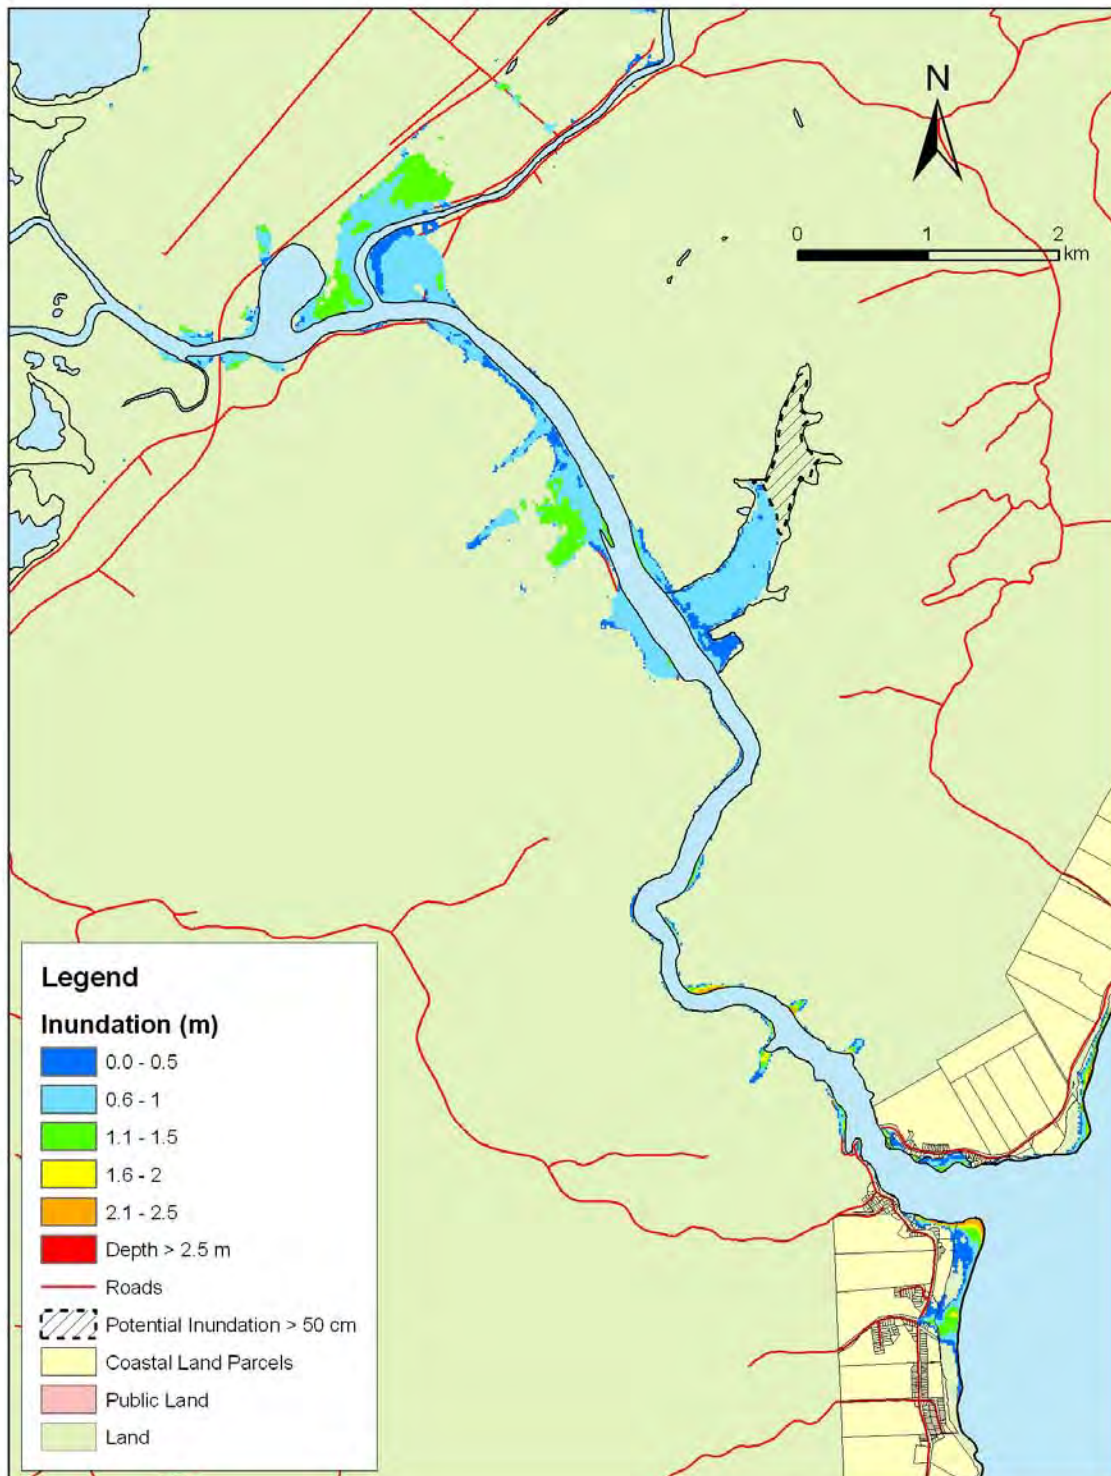 N
0 1 2
km
Legend
Inundation (m)
0.0 - 0.5
0.6 - 1
1.1 - 1.5
1.6 - 2
2.1 - 2.5
Depth > 2.5 m
Roads
Potential Inundation > 50 cm
Coastal Land Parcels
Public Land
Land